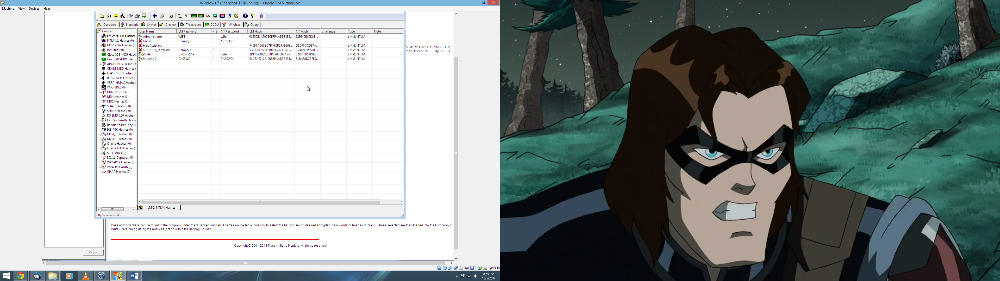 Windows 7 (Snapshot 1) [Running] - Oracle VM VirtualBox
Machine View Devices Help
Decoders Network Sniffer Cracker Traceroute CCDU Wireless Query
Cracker
LM & NTLM Hashes
NTLMv2 Hashes (0)
MS-Cache Hashes (0
PWL files (0)
Cisco IOS-MD5 Hash
Cisco PIX-MD5 Hash
APOP-MD5 Hashes (
CRAM-MD5 Hashes
OSPF-MD5 Hashes (0
RIPv2-MD5 Hashes (0
VRRP-HMAC Hashes
VNC-3DES (0)
MD2 Hashes (0)
MD4 Hashes (0)
MD5 Hashes (0)
SHA-1 Hashes (0)
SHA-2 Hashes (0)
RIPEMD-160 Hashes
Kerb5 PreAuth Hashe
Radius Shared-Key H
IKE-PSK Hashes (0)
MSSQL Hashes (0)
MySQL Hashes (0)
Oracle Hashes (0)
Oracle TNS Hashes (0
SIP Hashes (0)
802.11 Captures (0)
WPA-PSK Hashes (0)
WPA-PSK Auth (0)
CHAP Hashes (0)
User Name LM Password < 8 NT Password LM Hash NT Hash challenge Type Note
Administrator WIFE * wife 06259B1A702ECEFFAAD3B435... 62F640B69D8B... LM & NTLM
Guest * empty * * empty * LM & NTLM
HelpAssistant F4094AC66BC7B46CB24A9163... D9DF6CCD87A... LM & NTLM
SUPPORT_388945a0 * empty * * AAD3B435B51404EEAAD3B43... 8A4684D5278E... LM & NTLM
student DROWSSAP wife 2DFAADBE18C4D4208B0EA5A... 62F640B69D8B... LM & NTLM
Student_2 PASSWD * PASSWD 91C7AE7122196B5EAAD3B435... 61BA88D2BFE9... LM & NTLM
VRRP-HMAC-96, VNC-3DES,
acle-TNS-AES192, MySQL323,
LM & NTLM Hashes
http://www.oxid.it
Password Crackers can be found in the program under the "Cracker" sub tab. The tree on the left allows you to select the list containing desired encrypted passwords or hashes to crack. Those selected are then loaded into the Dictionary /
Brute-Force dialog using the relative function within the list pop up menu.
Copyright © 2001-2011 Massimiliano Montoro. All rights reserved.
Display
Right Ctrl
8:55 PM
10/5/2014